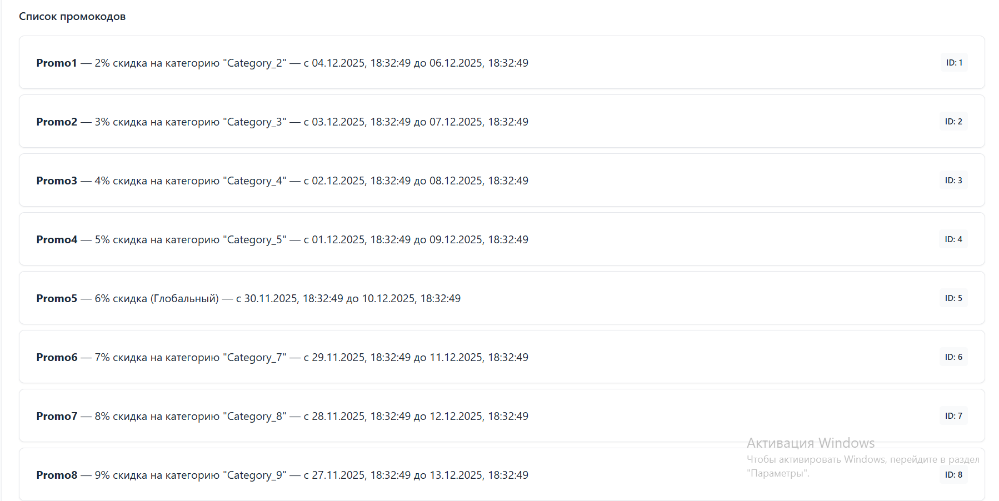 Список промокодов
Promo1 — 2% скидка на категорию "Category_2" — с 04.12.2025, 18:32:49 до 06.12.2025, 18:32:49
ID: 1
Promo2 — 3% скидка на категорию "Category_3" — с 03.12.2025, 18:32:49 до 07.12.2025, 18:32:49
ID: 2
Promo3 — 4% скидка на категорию "Category_4" — с 02.12.2025, 18:32:49 до 08.12.2025, 18:32:49
ID: 3
Promo4 — 5% скидка на категорию "Category_5" — с 01.12.2025, 18:32:49 до 09.12.2025, 18:32:49
ID: 4
Promo5 — 6% скидка (Глобальный) — с 30.11.2025, 18:32:49 до 10.12.2025, 18:32:49
ID: 5
Promo6 — 7% скидка на категорию "Category_7" — с 29.11.2025, 18:32:49 до 11.12.2025, 18:32:49
ID: 6
Promo7 — 8% скидка на категорию "Category_8" — с 28.11.2025, 18:32:49 до 12.12.2025, 18:32:49
ID: 7
Promo8 — 9% скидка на категорию "Category_9" — с 27.11.2025, 18:32:49 до 13.12.2025, 18:32:49
ID: 8
Активация Windows
Чтобы активировать Windows, перейдите в раздел
"Параметры".